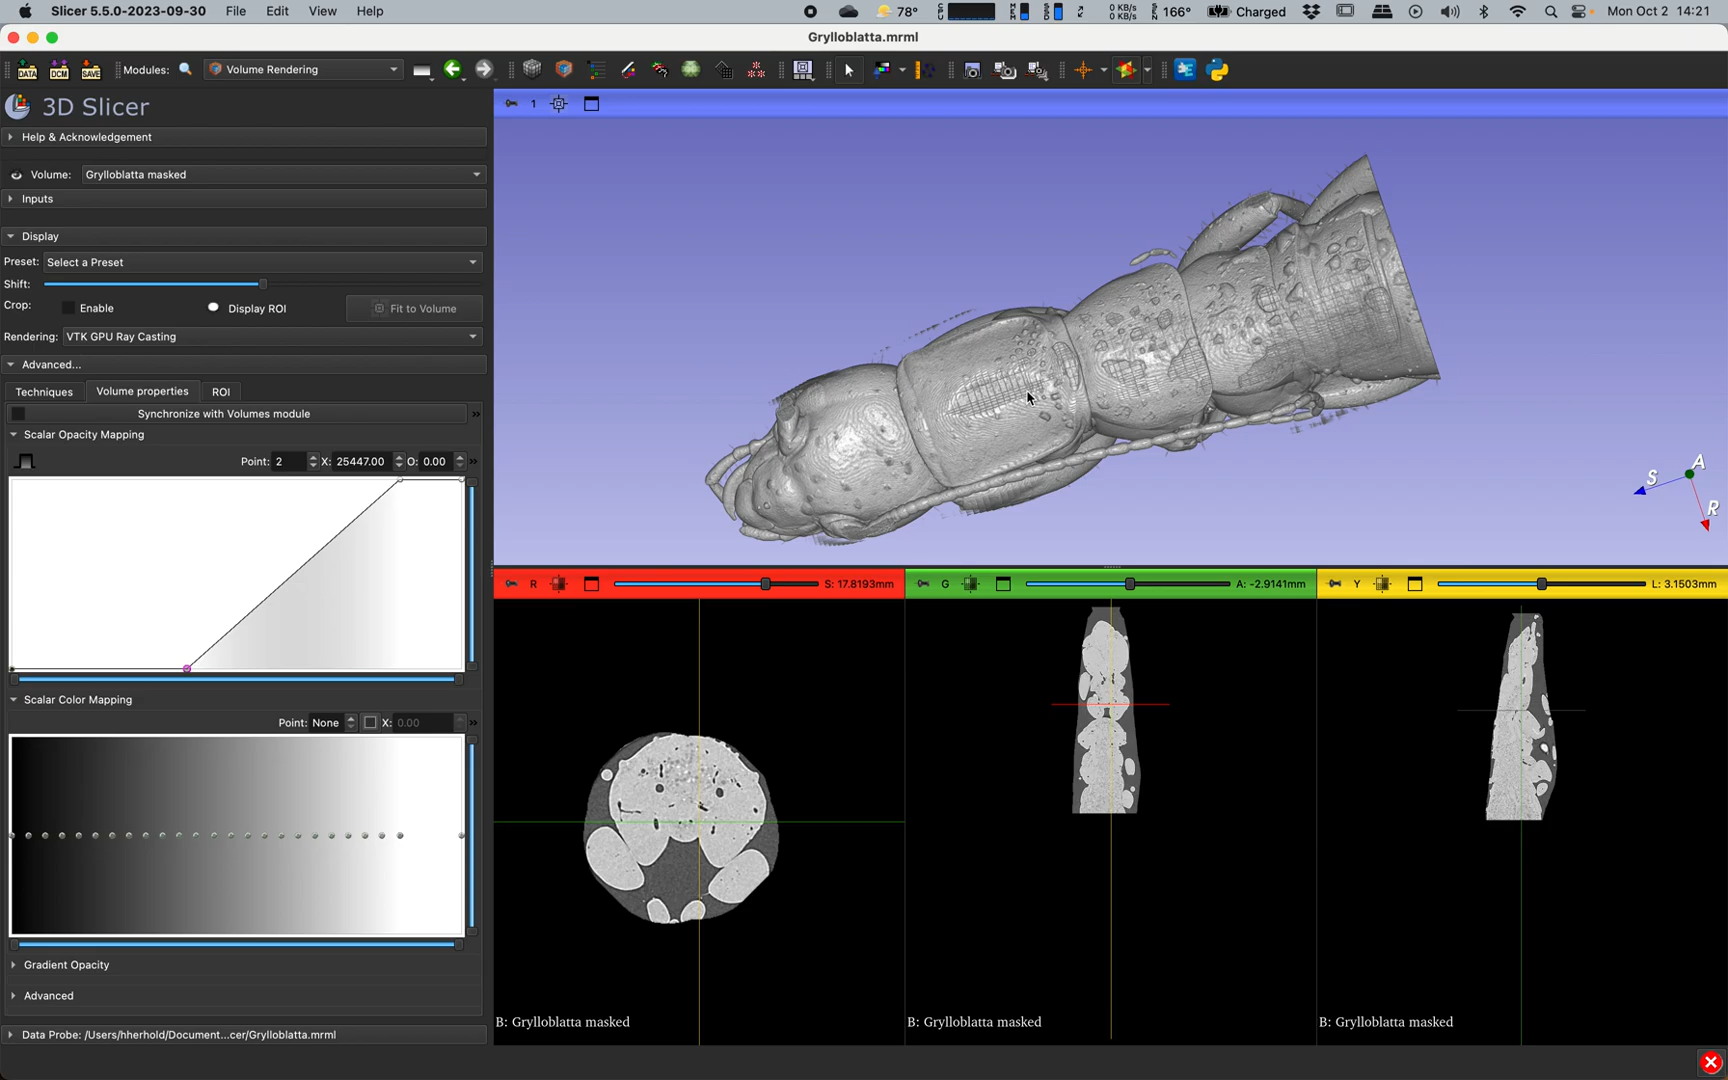 Slicer 5.5.0-2023-09-30 File Edit View Help 78° 0 KB/s 0 KB/s 166° Charged Mon Oct 2 14:21
Grylloblatta.mrml
DATA DCM SAVE Modules: Volume Rendering
3D Slicer
1
Help & Acknowledgement
Volume: Grylloblatta masked
Inputs
Display
Preset: Select a Preset
Shift:
Crop: Enable Display ROI Fit to Volume
Rendering: VTK GPU Ray Casting
Advanced...
Techniques Volume properties ROI
Synchronize with Volumes module
Scalar Opacity Mapping
Point: 2 X: 25447.00 O: 0.00
A
S
R
R S: 17.8193mm G A: -2.9141mm Y L: 3.1503mm
Scalar Color Mapping
Point: None X: 0.00
Gradient Opacity
Advanced
B: Grylloblatta masked B: Grylloblatta masked B: Grylloblatta masked
Data Probe: /Users/hherhold/Document...cer/Grylloblatta.mrml